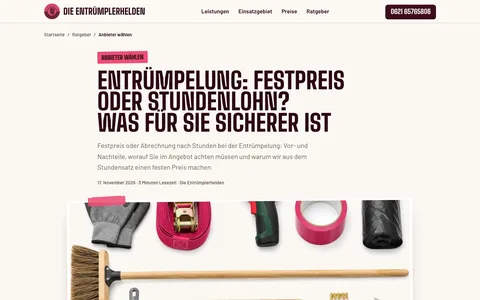 DIE ENTRÜMPLERHELDEN
Leistungen Einsatzgebiet Preise Ratgeber
0621 65765806
Startseite / Ratgeber / Anbieter wählen
ANBIETER WÄHLEN
ENTRÜMPELUNG: FESTPREIS
ODER STUNDENLOHN?
WAS FÜR SIE SICHERER IST
Festpreis oder Abrechnung nach Stunden bei der Entrümpelung: Vor- und
Nachteile, worauf Sie im Angebot achten müssen und warum wir aus dem
Stundensatz einen festen Preis machen.
17. November 2026 · 3 Minuten Lesezeit · Die Entrümplerhelden